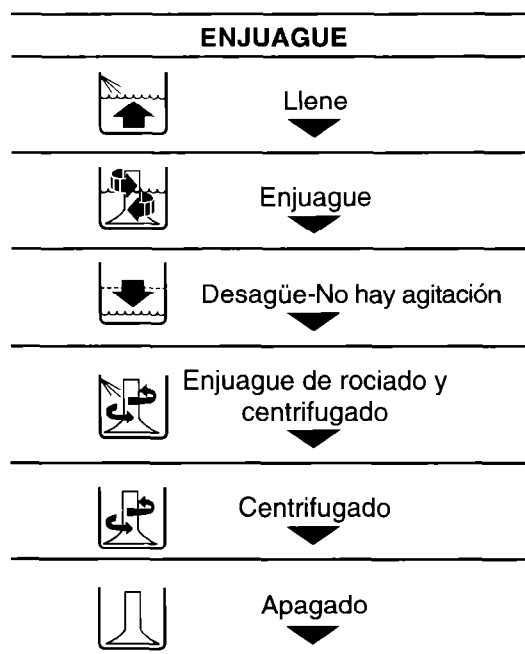 ENJUAGUE
Llene
Enjuague
Desagüe-No hay agitación
Enjuague de rociado y
centrifugado
Centrifugado
Apagado